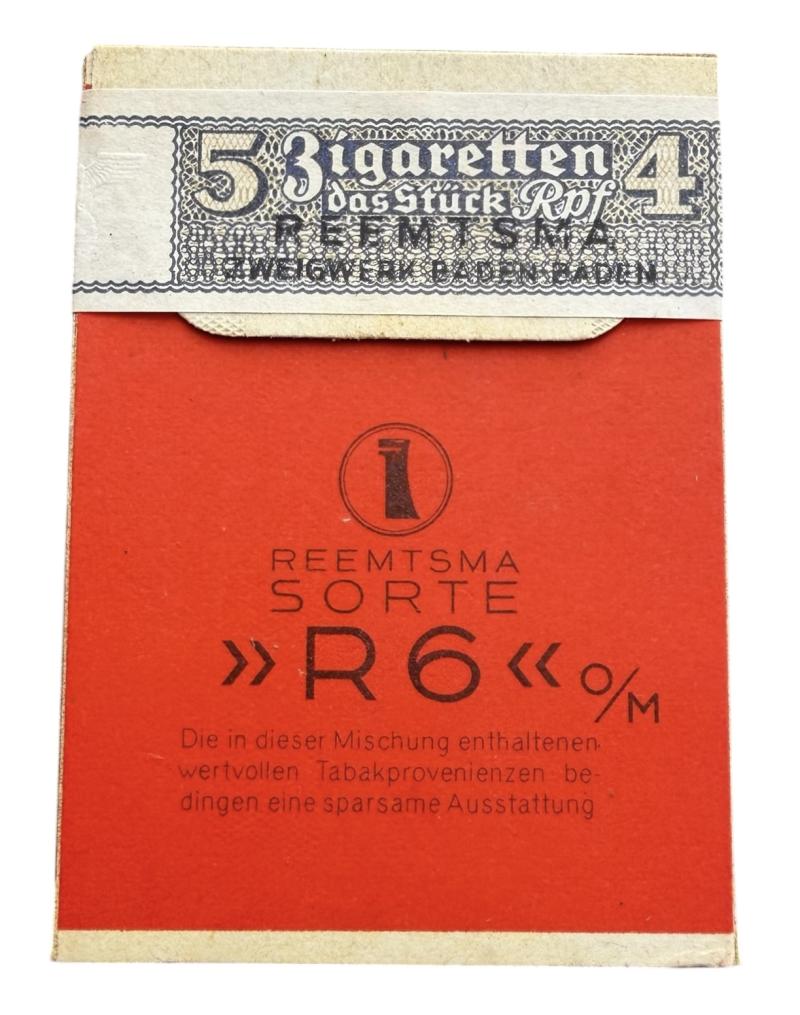 5 Zigaretten 4
das Stück Rpf
REEMTSMA
ZWEIGWERK BADEN-BADEN
REEMTSMA
SORTE
»R6« O/M
Die in dieser Mischung enthaltenen
wertvollen Tabakprovenienzen be-
dingen eine sparsame Ausstattung